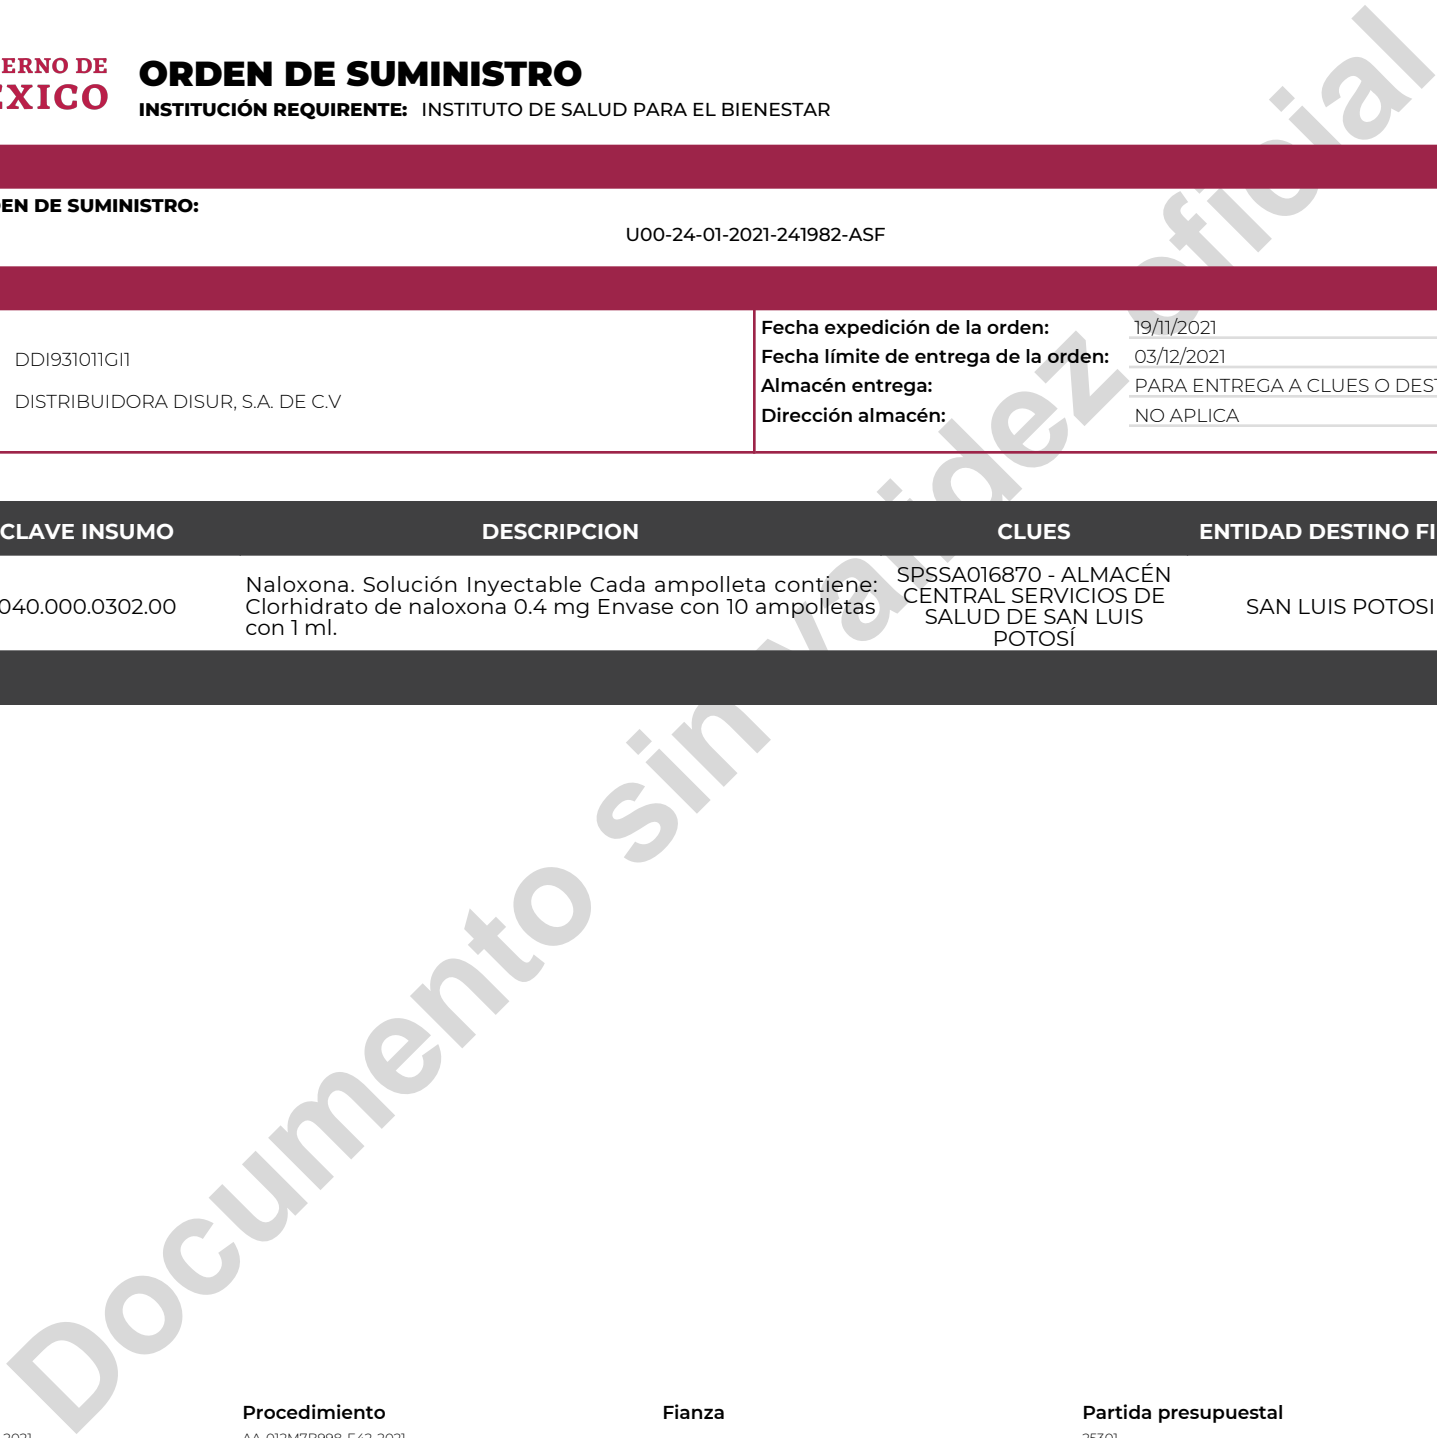 ERNO DE
ÉXICO
ORDEN DE SUMINISTRO
INSTITUCIÓN REQUIRENTE: INSTITUTO DE SALUD PARA EL BIENESTAR
EN DE SUMINISTRO:
U00-24-01-2021-241982-ASF
DDI931011GI1
DISTRIBUIDORA DISUR, S.A. DE C.V
Fecha expedición de la orden: 19/11/2021
Fecha límite de entrega de la orden: 03/12/2021
Almacén entrega: PARA ENTREGA A CLUES O DEST
Dirección almacén: NO APLICA
CLAVE INSUMO DESCRIPCION CLUES ENTIDAD DESTINO FI
040.000.0302.00
Naloxona. Solución Inyectable Cada ampolleta contiene:
Clorhidrato de naloxona 0.4 mg Envase con 10 ampolletas
con 1 ml.
SPSSA016870 - ALMACÉN
CENTRAL SERVICIOS DE
SALUD DE SAN LUIS
POTOSÍ
SAN LUIS POTOSI
Documento sin validez oficial
Procedimiento Fianza Partida presupuestal